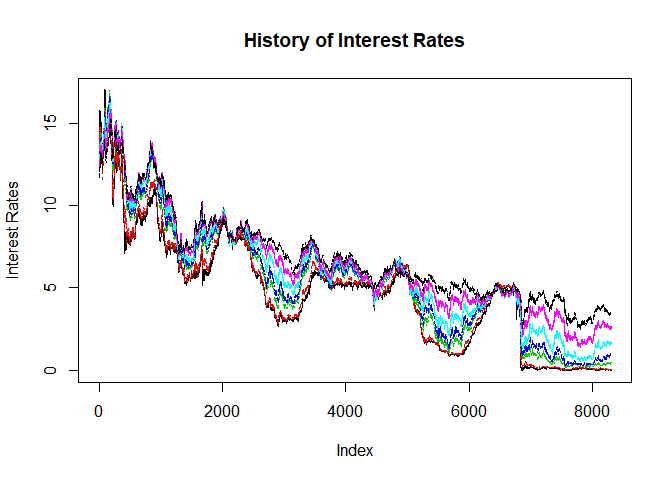 History of Interest Rates
Interest Rates
15
10
5
0
0 2000 4000 6000 8000
Index